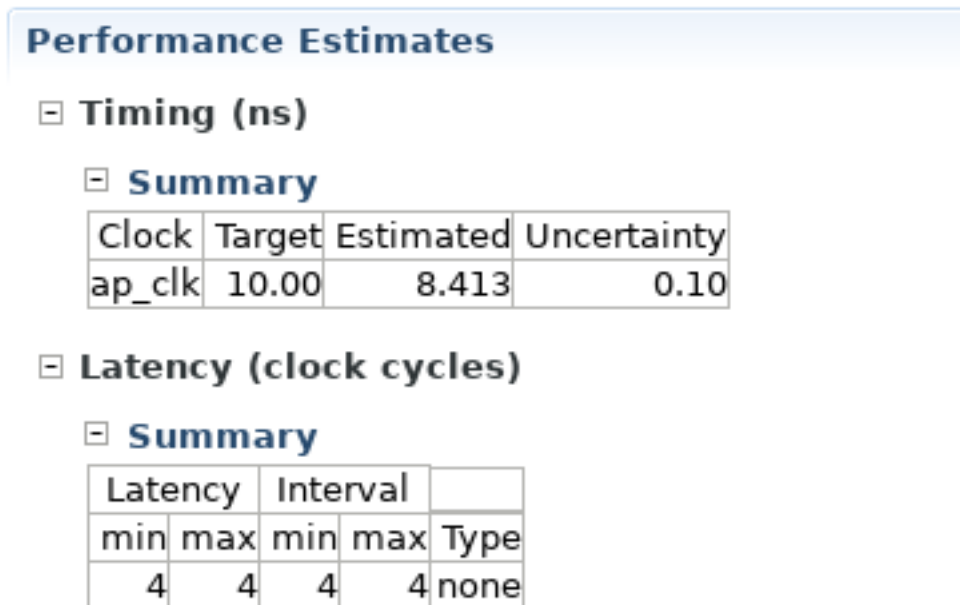 Performance Estimates
Timing (ns)
Summary
Clock Target Estimated Uncertainty
ap_clk 10.00 8.413 0.10
Latency (clock cycles)
Summary
Latency Interval
min max min max Type
4 4 4 4 none